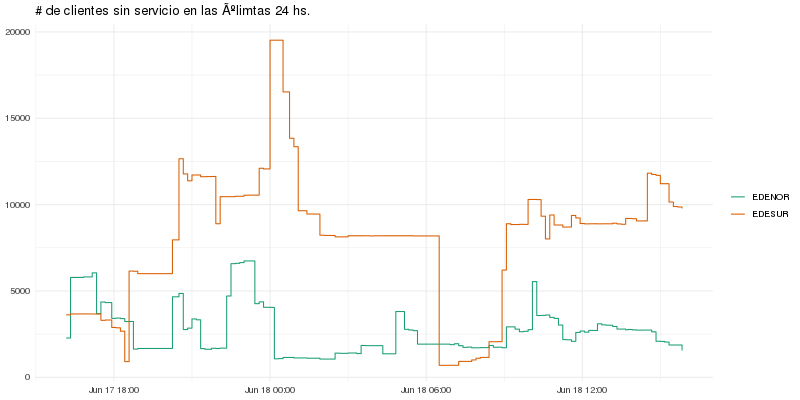 # de clientes sin servicio en las Ãºlimtas 24 hs.
20000
15000
10000
5000
0
Jun 17 18:00
Jun 18 00:00
Jun 18 06:00
Jun 18 12:00
EDENOR
EDESUR